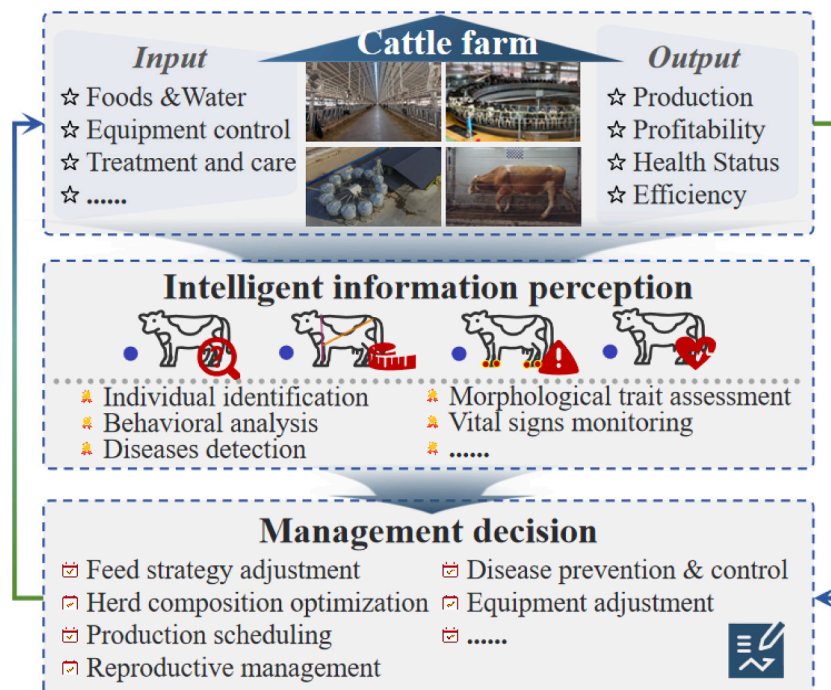 Cattle farm
Input
Foods &Water
Equipment control
Treatment and care
......
Output
Production
Profitability
Health Status
Efficiency
Intelligent information perception
Individual identification
Behavioral analysis
Diseases detection
Morphological trait assessment
Vital signs monitoring
......
Management decision
Feed strategy adjustment
Herd composition optimization
Production scheduling
Reproductive management
Disease prevention & control
Equipment adjustment
......